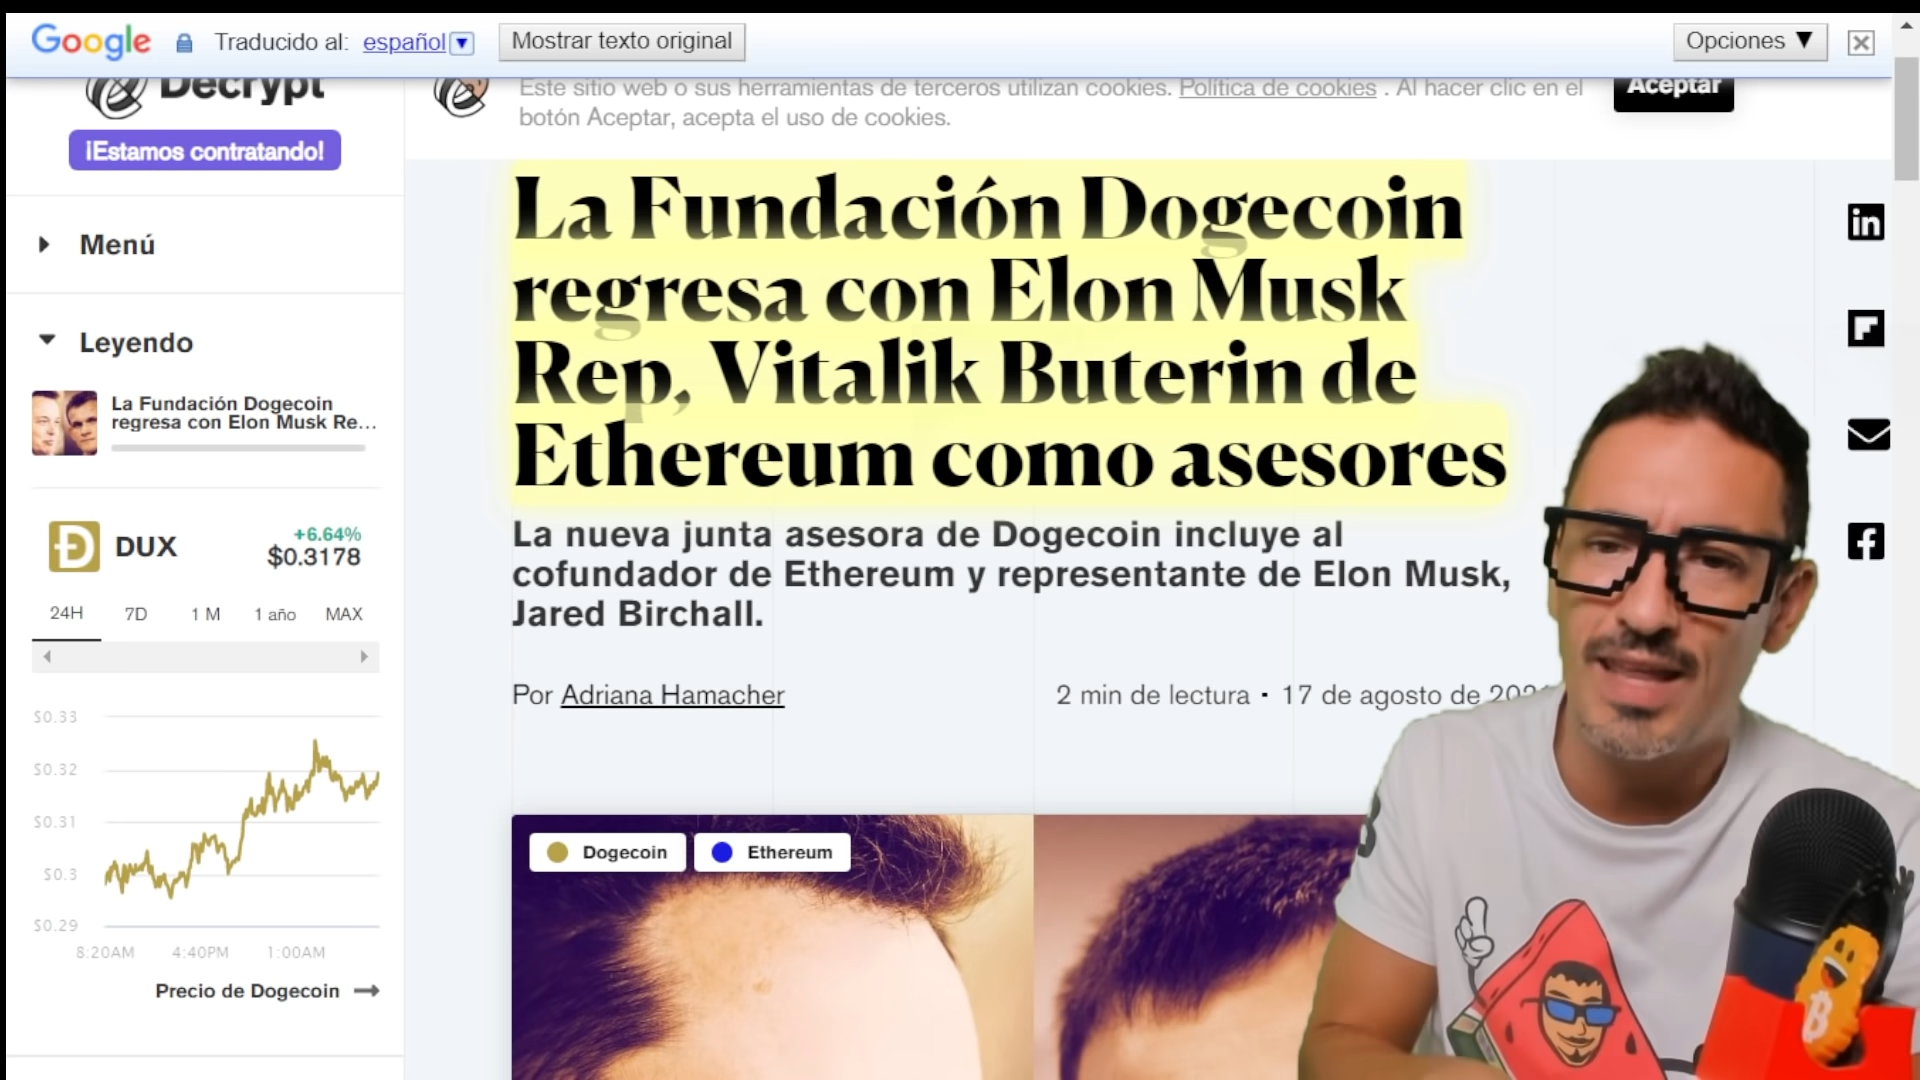 Google
Traducido al: español
Mostrar texto original
Opciones ▼
Decrypt
¡Estamos contratando!
Menú
Leyendo
La Fundación Dogecoin
regresa con Elon Musk Re...
DUX
+6.64%
$0.3178
24H 7D 1 M 1 año MAX
$0.33
$0.32
$0.31
$0.3
$0.29
8:20AM 4:40PM 1:00AM
Precio de Dogecoin
Este sitio web o sus herramientas de terceros utilizan cookies. Política de cookies . Al hacer clic en el
botón Aceptar, acepta el uso de cookies.
Aceptar
La Fundación Dogecoin
regresa con Elon Musk
Rep, Vitalik Buterin de
Ethereum como asesores
La nueva junta asesora de Dogecoin incluye al
cofundador de Ethereum y representante de Elon Musk,
Jared Birchall.
Por Adriana Hamacher
2 min de lectura • 17 de agosto de
Dogecoin
Ethereum